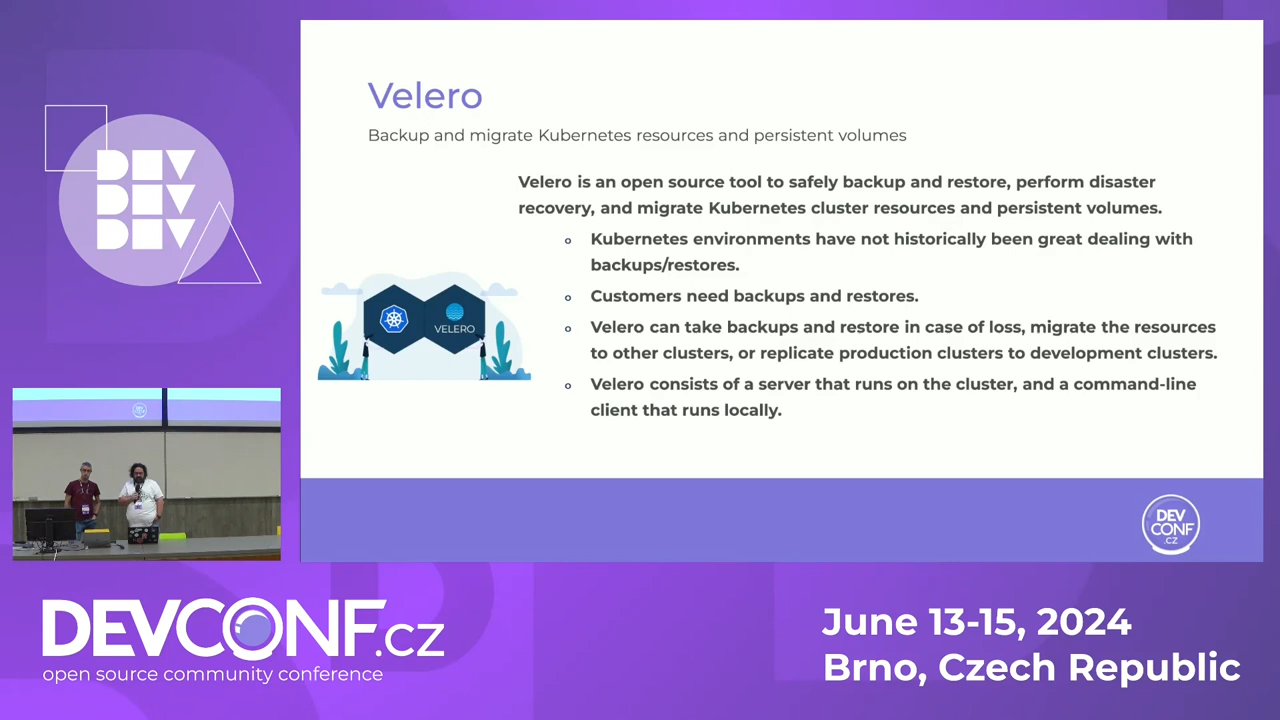 Velero
Backup and migrate Kubernetes resources and persistent volumes
Velero is an open source tool to safely backup and restore, perform disaster
recovery, and migrate Kubernetes cluster resources and persistent volumes.
Kubernetes environments have not historically been great dealing with
backups/restores.
Customers need backups and restores.
Velero can take backups and restore in case of loss, migrate the resources
to other clusters, or replicate production clusters to development clusters.
Velero consists of a server that runs on the cluster, and a command-line
client that runs locally.
VELERO
DEV
DEV
DEV
DEV
CONF
.CZ
DEVCONF.cz
open source community conference
June 13-15, 2024
Brno, Czech Republic